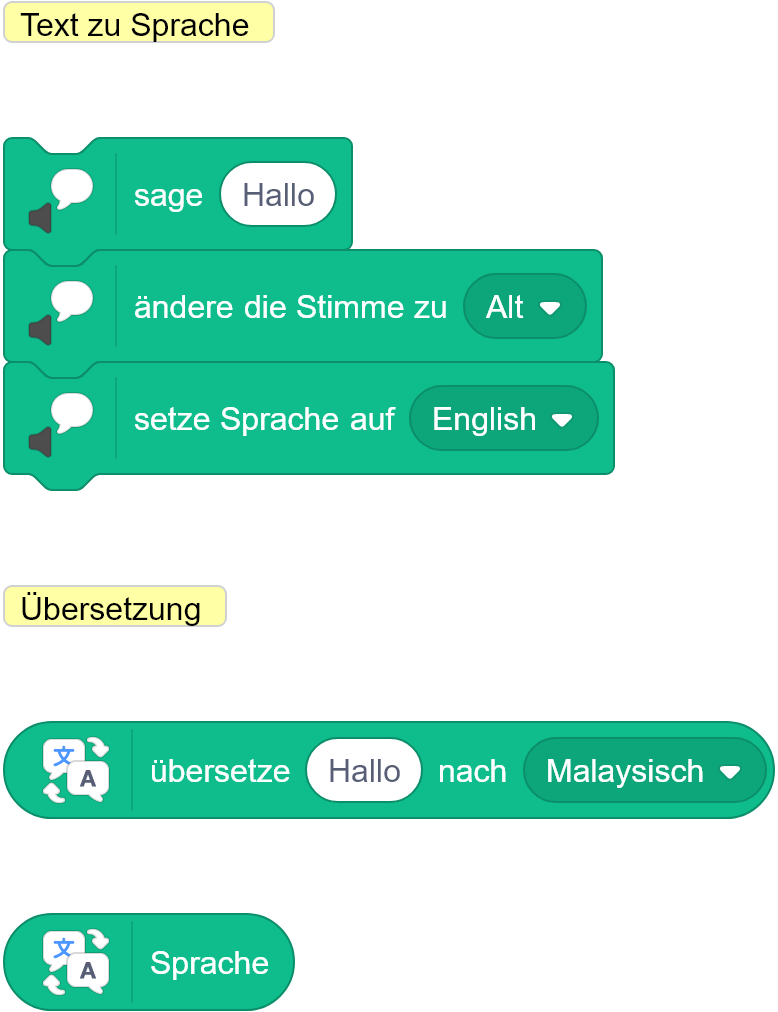 Text zu Sprache
sage Hallo
ändere die Stimme zu Alt
setze Sprache auf English
Übersetzung
文 A übersetze Hallo nach Malaysisch
文 A Sprache